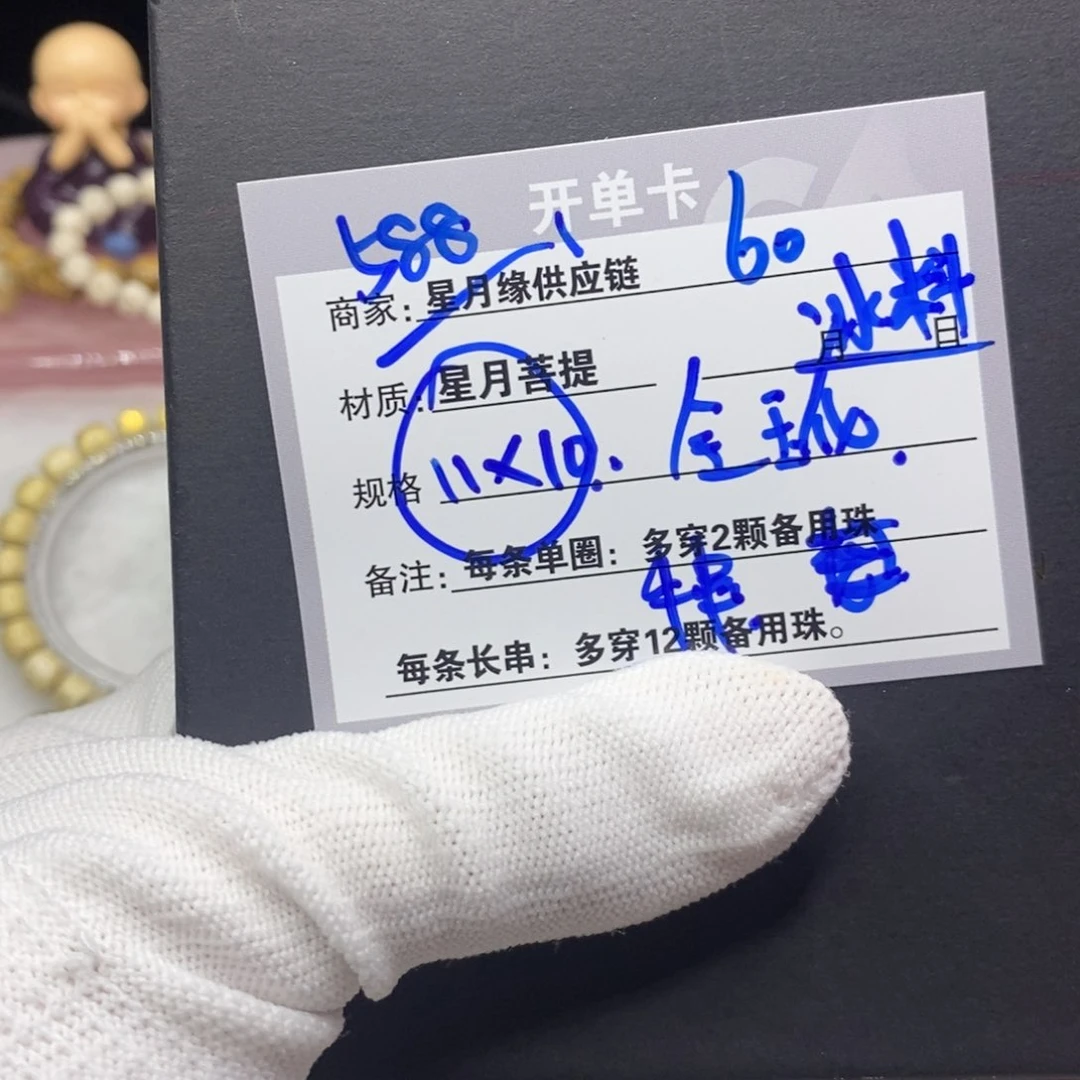 开单卡
588 60
商家：星月缘供应链
冰料
月 日
材质：星月菩提
全玉化
规格 11×10.
备注：每条单圈：多穿2颗备用珠
每条长串：多穿12颗备用珠。